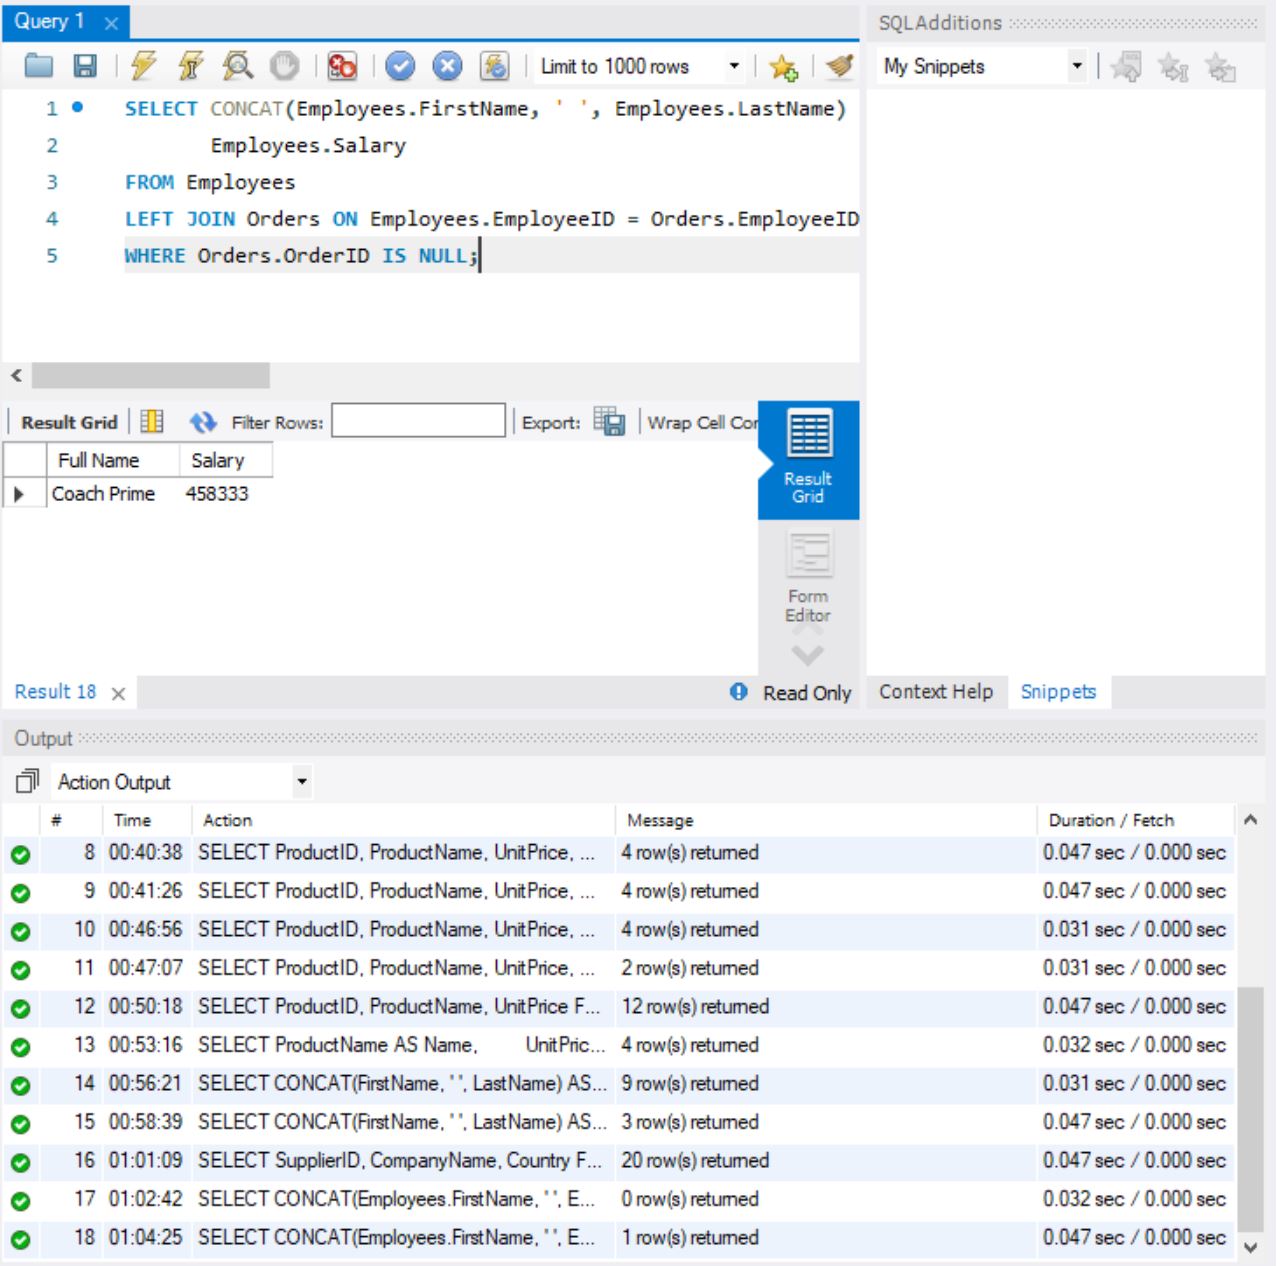 Query 1
Limit to 1000 rows
1 SELECT CONCAT(Employees.FirstName, ' ', Employees.LastName)
2 Employees.Salary
3 FROM Employees
4 LEFT JOIN Orders ON Employees.EmployeeID = Orders.EmployeeID
5 WHERE Orders.OrderID IS NULL;
SQLAdditions
My Snippets
Result Grid Filter Rows: Export: Wrap Cell Con
Full Name Salary
Coach Prime 458333
Result
Grid
Form
Editor
Result 18 Read Only
Context Help Snippets
Output
Action Output
# Time Action Message Duration / Fetch
8 00:40:38 SELECT ProductID, ProductName, UnitPrice, ... 4 row(s) returned 0.047 sec / 0.000 sec
9 00:41:26 SELECT ProductID, ProductName, UnitPrice, ... 4 row(s) returned 0.047 sec / 0.000 sec
10 00:46:56 SELECT ProductID, ProductName, UnitPrice, ... 4 row(s) returned 0.031 sec / 0.000 sec
11 00:47:07 SELECT ProductID, ProductName, UnitPrice, ... 2 row(s) returned 0.031 sec / 0.000 sec
12 00:50:18 SELECT ProductID, ProductName, UnitPrice F... 12 row(s) returned 0.047 sec / 0.000 sec
13 00:53:16 SELECT ProductName AS Name, UnitPric... 4 row(s) returned 0.032 sec / 0.000 sec
14 00:56:21 SELECT CONCAT(FirstName, ' ', LastName) AS... 9 row(s) returned 0.031 sec / 0.000 sec
15 00:58:39 SELECT CONCAT(FirstName, ' ', LastName) AS... 3 row(s) returned 0.047 sec / 0.000 sec
16 01:01:09 SELECT SupplierID, CompanyName, Country F... 20 row(s) returned 0.047 sec / 0.000 sec
17 01:02:42 SELECT CONCAT(Employees.FirstName, ' ', E... 0 row(s) returned 0.032 sec / 0.000 sec
18 01:04:25 SELECT CONCAT(Employees.FirstName, ' ', E... 1 row(s) returned 0.047 sec / 0.000 sec